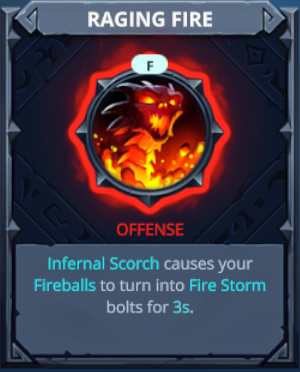 RAGING FIRE
F
OFFENSE
Infernal Scorch causes your
Fireballs to turn into Fire Storm
bolts for 3s.